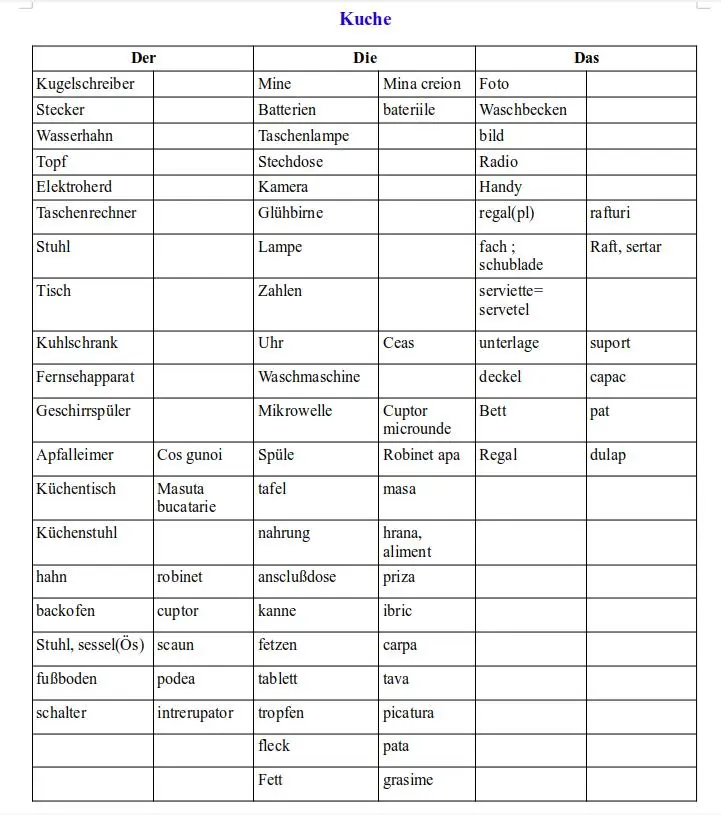 Kuche
Der Die Das
Kugelschreiber Mine Mina creion Foto
Stecker Batterien bateriile Waschbecken
Wasserhahn Taschenlampe bild
Topf Stechdose Radio
Elektroherd Kamera Handy
Taschenrechner Glühbirne regal(pl) rafturi
Stuhl Lampe fach ; Raft, sertar
schublade
Tisch Zahlen serviette=
servetel
Kuhlschrank Uhr Ceas unterlage suport
Fernsehapparat Waschmaschine deckel capac
Geschirrspüler Mikrowelle Cuptor Bett pat
microunde
Apfalleimer Cos gunoi Spüle Robinet apa Regal dulap
Küchentisch Masuta tafel masa
bucatarie
Küchenstuhl nahrung hrana,
aliment
hahn robinet ansclußdose priza
backofen cuptor kanne ibric
Stuhl, sessel(Ös) scaun fetzen carpa
fußboden podea tablett tava
schalter intrerupator tropfen picatura
fleck pata
Fett grasime